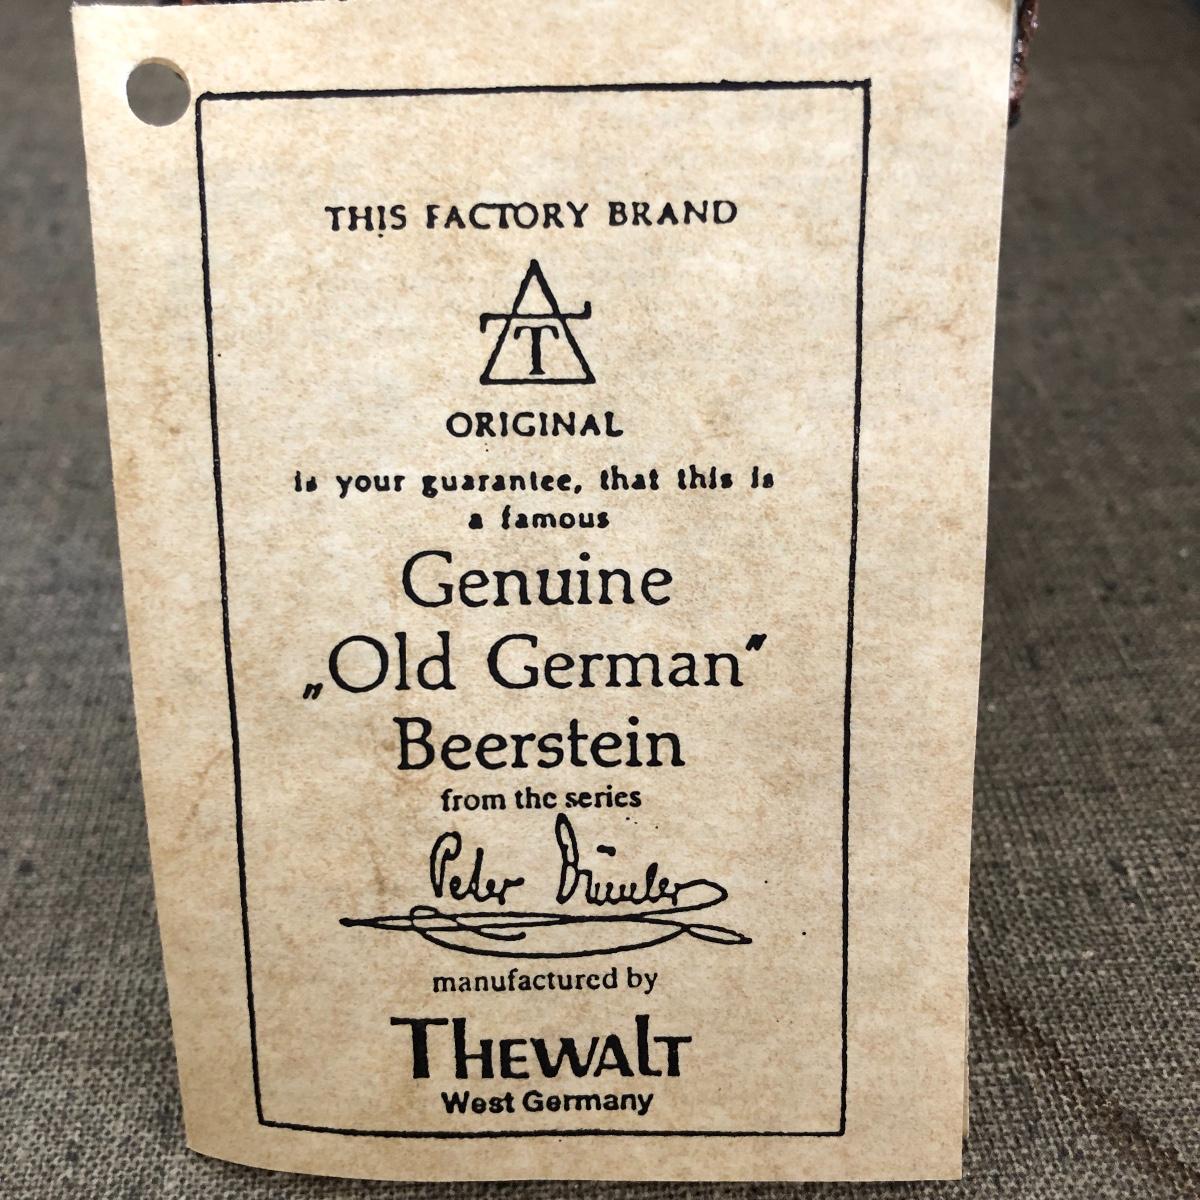 THIS FACTORY BRAND
T
ORIGINAL
is your guarantee, that this is
a famous
Genuine
„Old German“
Beerstein
from the series
Peter
manufactured by
THEWALT
West Germany